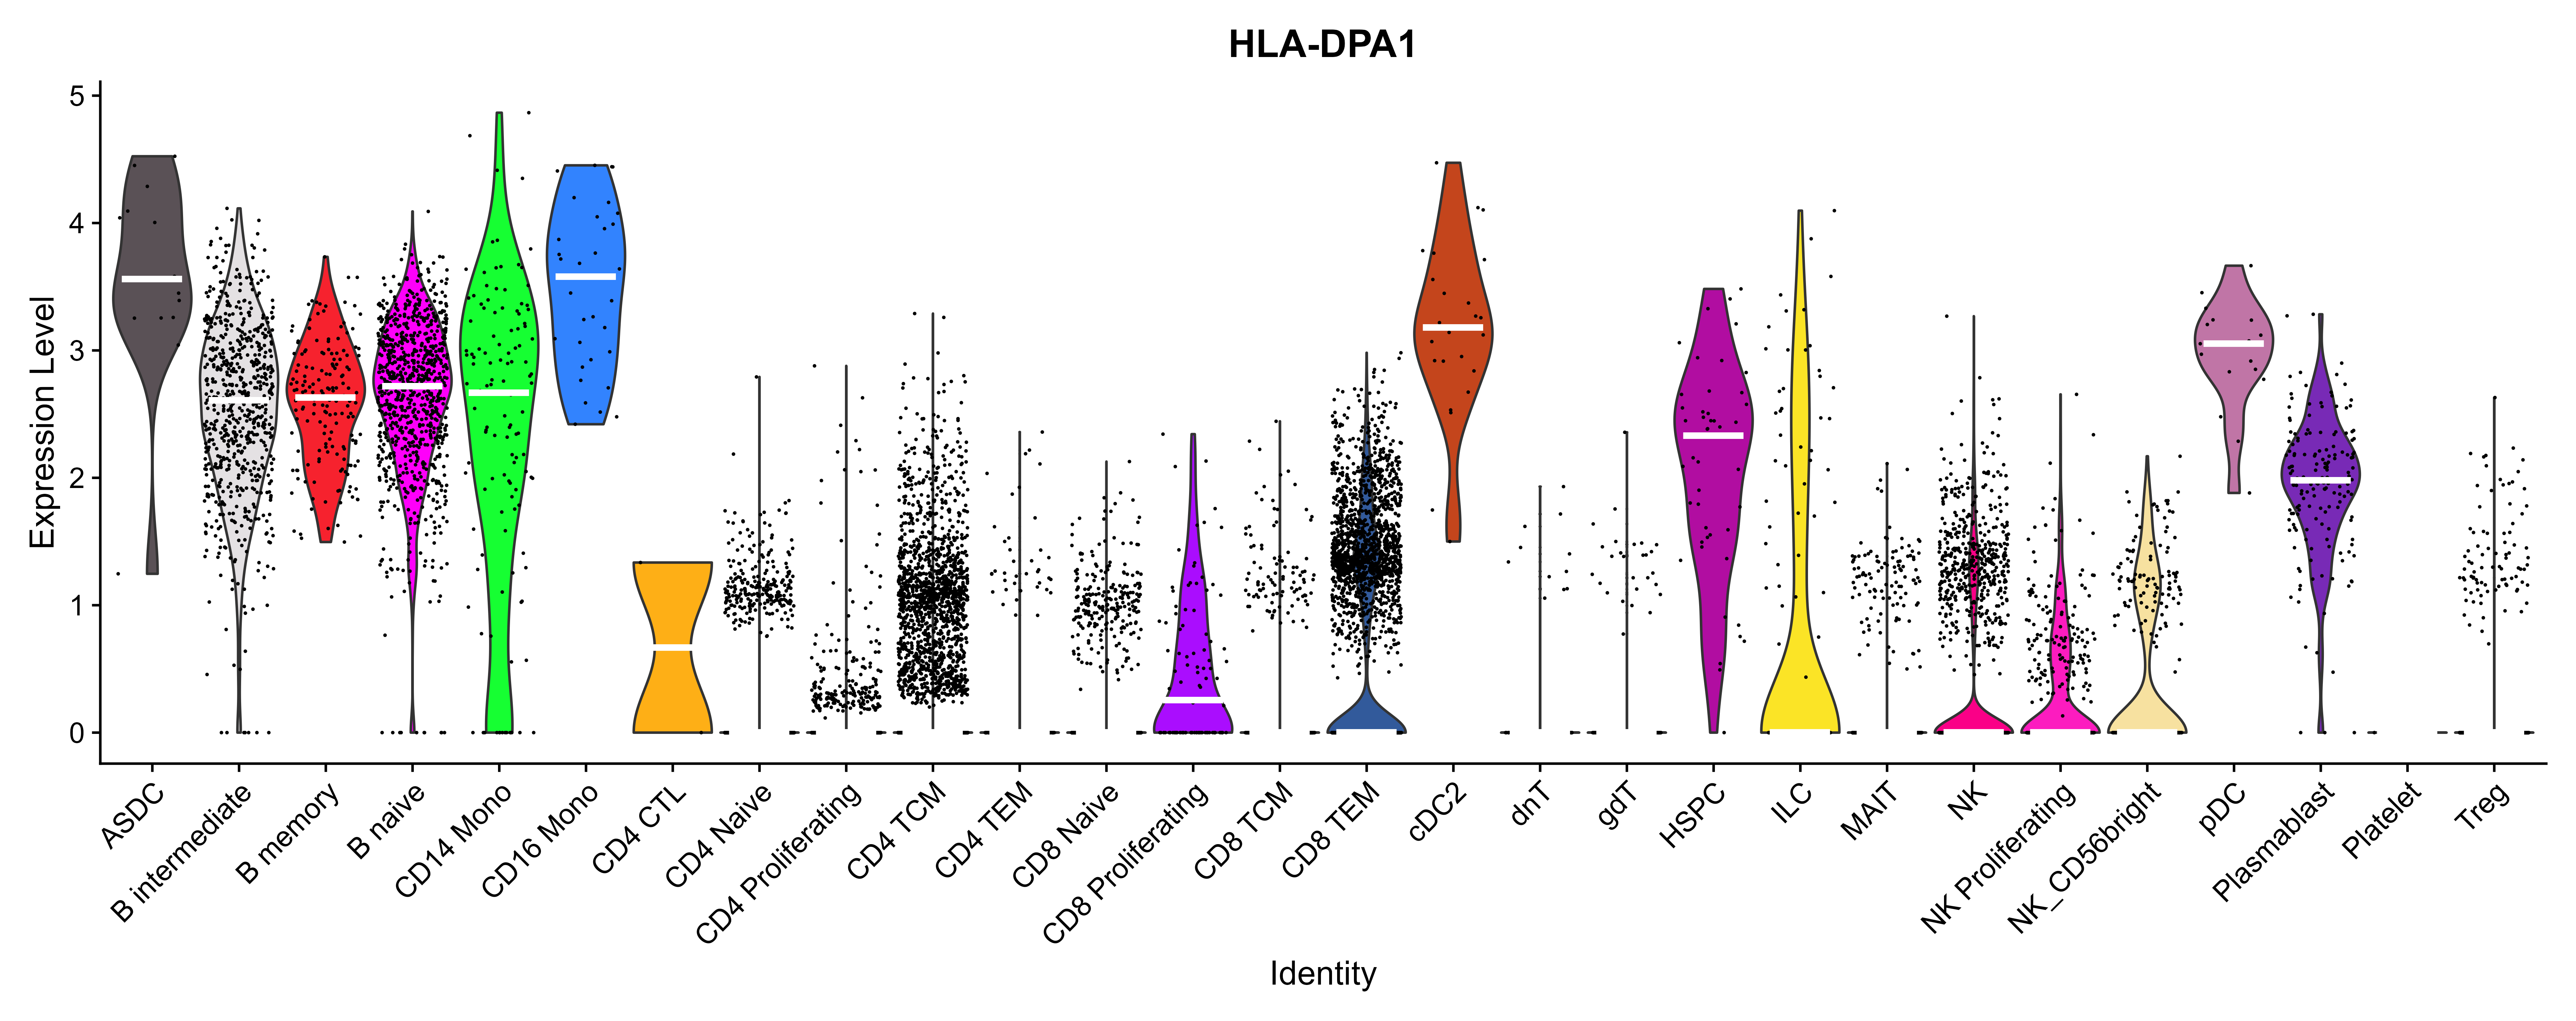 HLA-DPA1
Expression Level
5
4
3
2
1
0
ASDC
B intermediate
B memory
B naive
CD14 Mono
CD16 Mono
CD4 CTL
CD4 Naive
CD4 Proliferating
CD4 TCM
CD4 TEM
CD8 Naive
CD8 Proliferating
CD8 TCM
CD8 TEM
cDC2
dnT
gdT
HSPC
ILC
MAIT
NK
NK Proliferating
NK_CD56bright
pDC
Plasmablast
Platelet
Treg
Identity